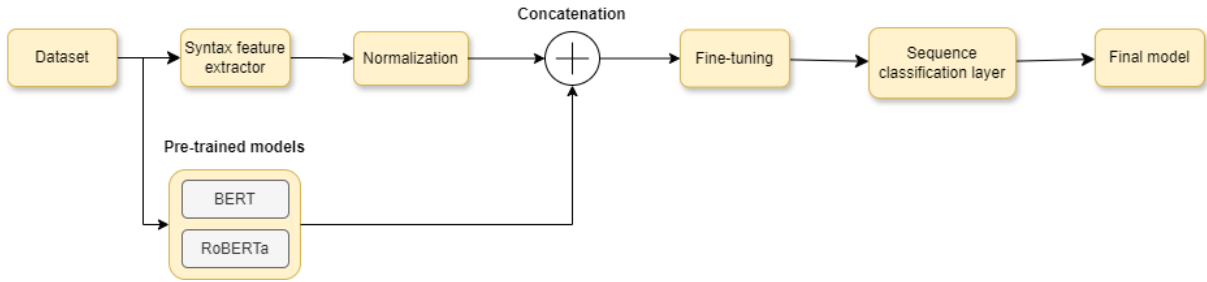 Concatenation
Dataset
Syntax feature
extractor
Normalization
Fine-tuning
Sequence
classification layer
Final model
Pre-trained models
BERT
RoBERTa